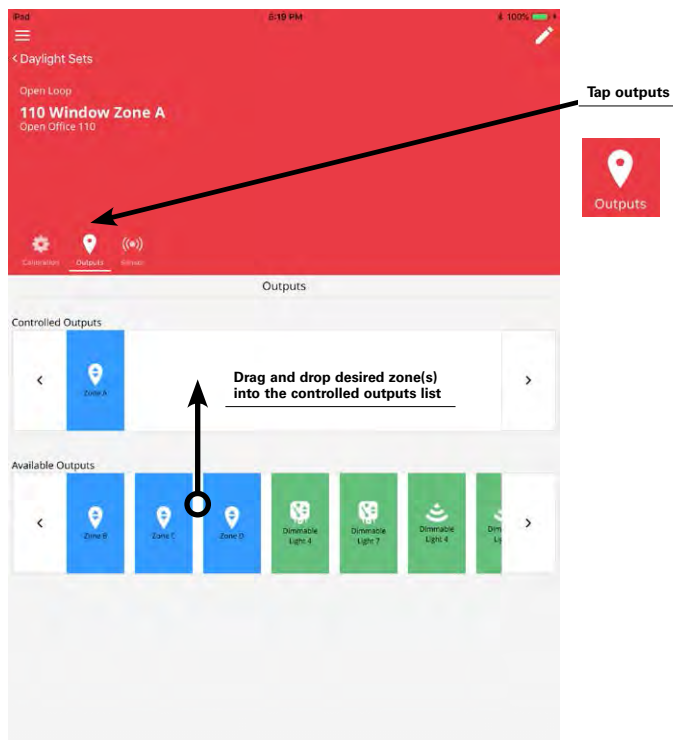 iPad 6:19 PM 100%
< Daylight Sets
Open Loop
110 Window Zone A
Open Office 110
Tap outputs
Outputs
Calibration Outputs Sensor
Outputs
Controlled Outputs
Zone A
Drag and drop desired zone(s)
into the controlled outputs list
Available Outputs
Zone B
Zone C
Zone D
Dimmable
Light 4
Dimmable
Light 7
Dimmable
Light 4